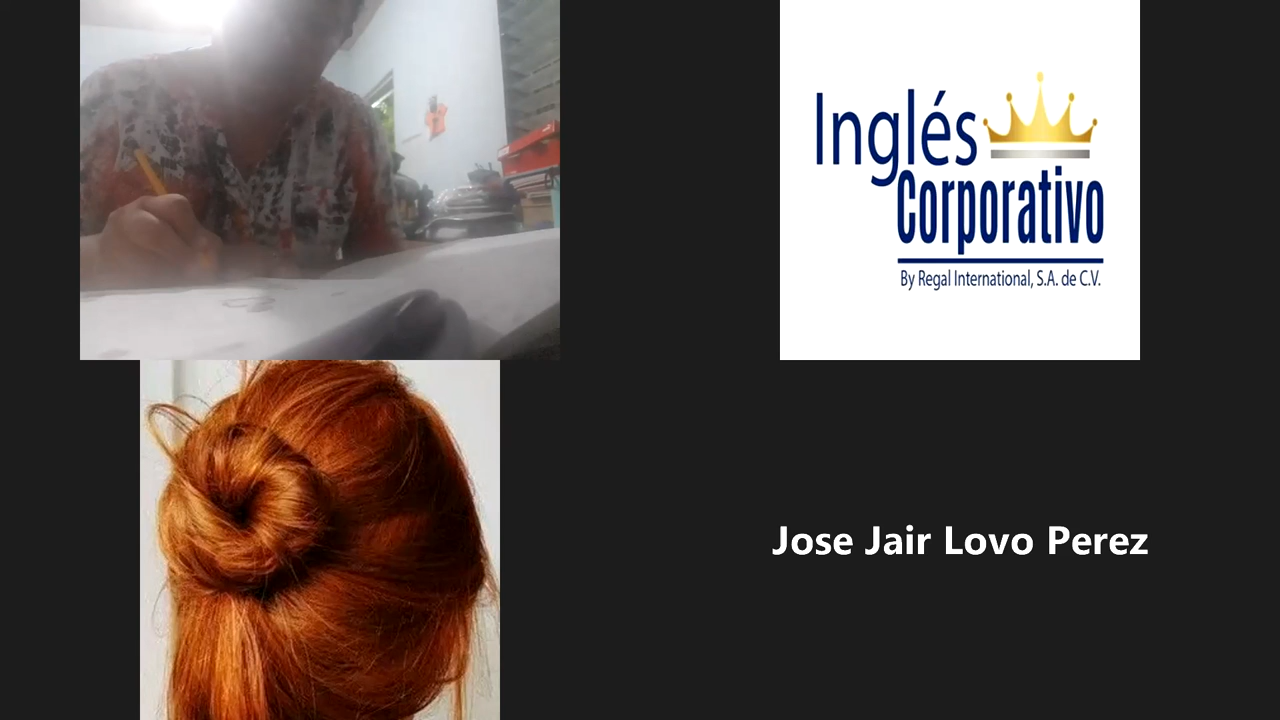 Inglés
Corporativo
By Regal International, S.A. de C.V.
Jose Jair Lovo Perez